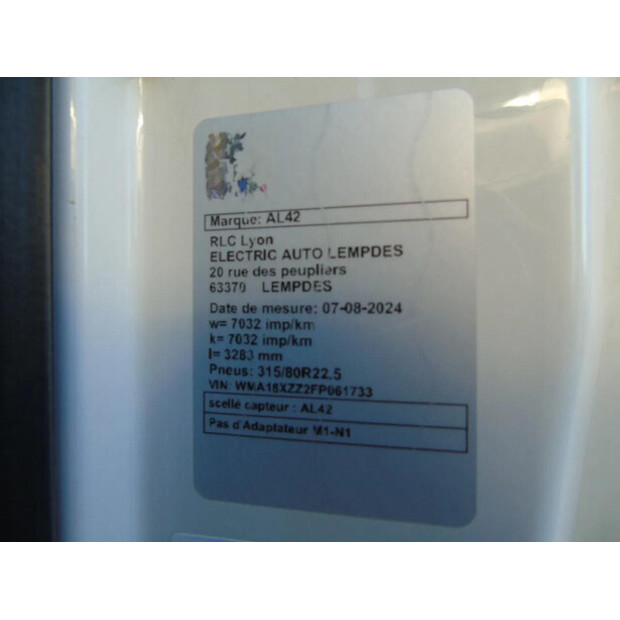 Marque: AL42
RLC Lyon
ELECTRIC AUTO LEMPDES
20 rue des peupliers
63370 LEMPDES
Date de mesure: 07-08-2024
w= 7032 imp/km
k= 7032 imp/km
l= 3283 mm
Pneus: 315/80R22.5
VIN: WMA18XZZ2FP061733
scellé capteur : AL42
Pas d'Adaptateur M1-N1